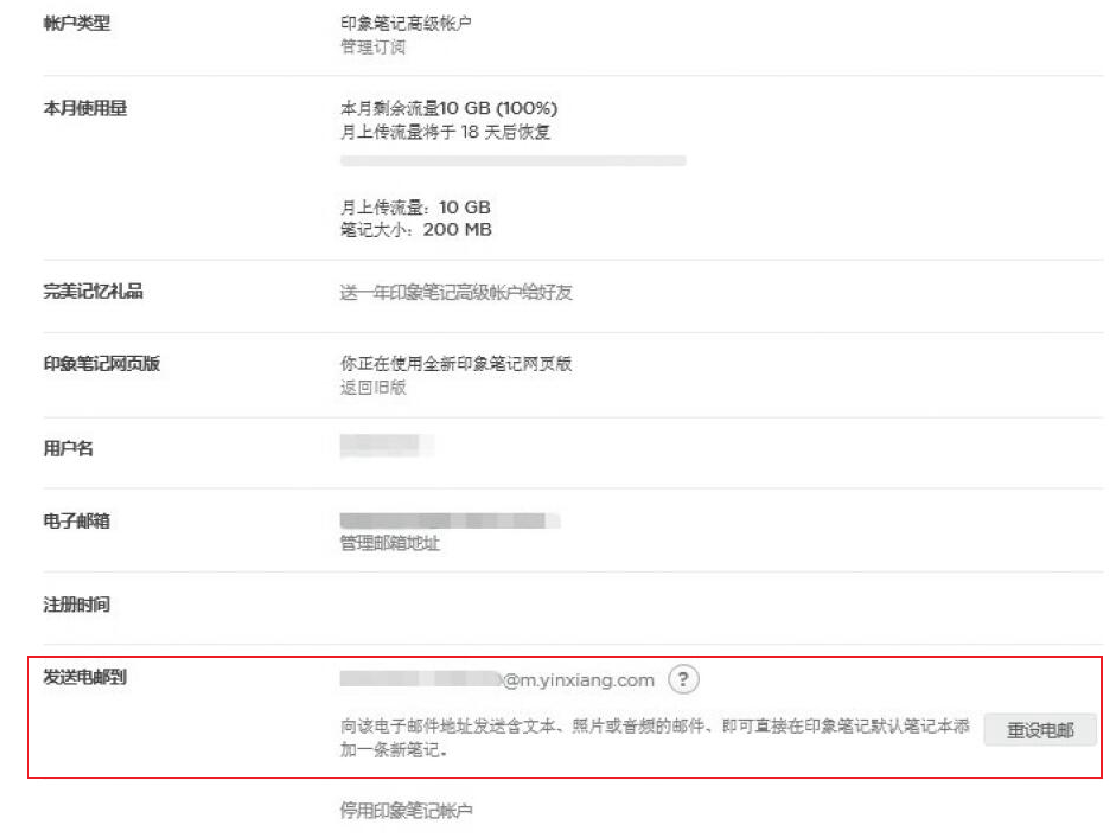 帐户类型
印象笔记高级帐户
管理订阅
本月使用量
本月剩余流量10 GB (100%)
月上传流量将于 18 天后恢复
月上传流量：10 GB
笔记大小：200 MB
完美记忆礼品
送一年印象笔记高级帐户给好友
印象笔记网页版
你正在使用全新印象笔记网页版
返回旧版
用户名
电子邮箱
管理邮箱地址
注册时间
发送电邮到
@m.yinxiang.com ?
向该电子邮件地址发送含文本、照片或音频的邮件、即可直接在印象笔记默认笔记本添
加一条新笔记。
重设电邮
停用印象笔记帐户